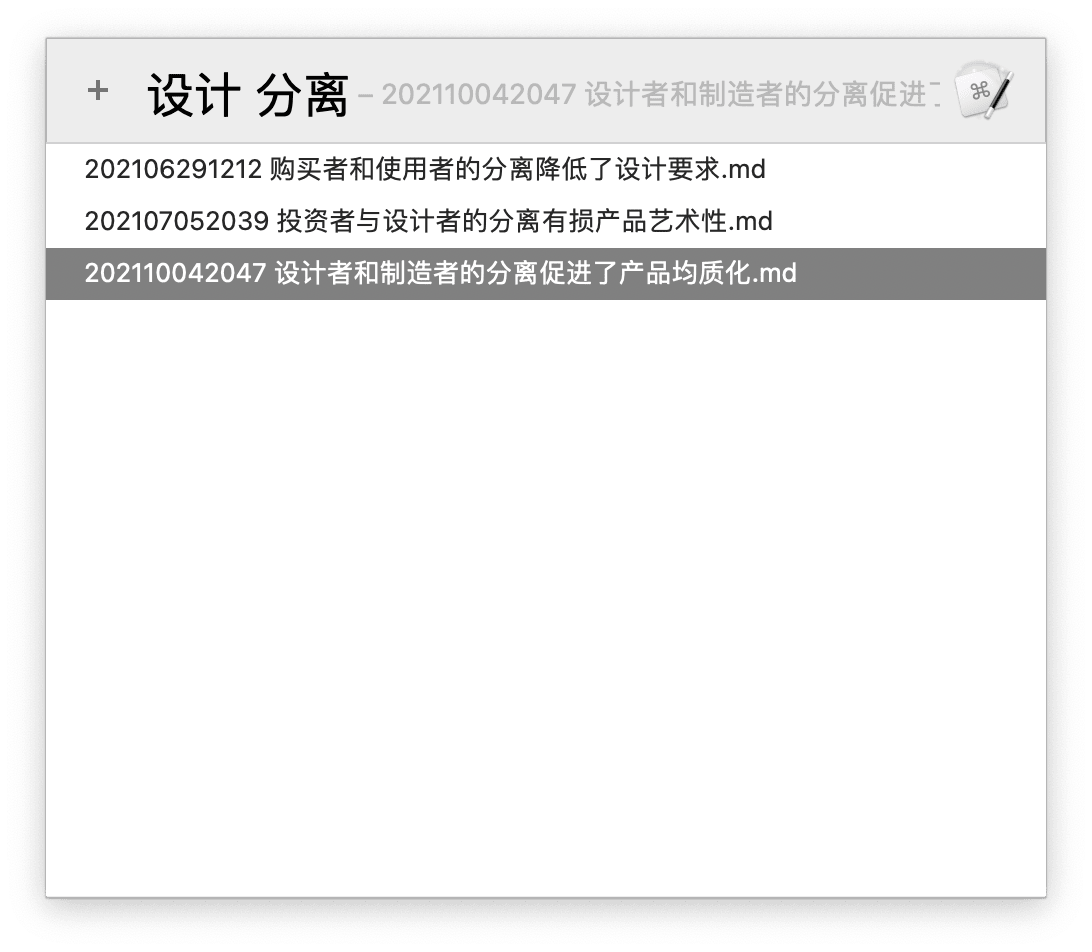 + 设计 分离 – 202110042047 设计者和制造者的分离促进
202106291212 购买者和使用者的分离降低了设计要求.md
202107052039 投资者与设计者的分离有损产品艺术性.md
202110042047 设计者和制造者的分离促进了产品均质化.md